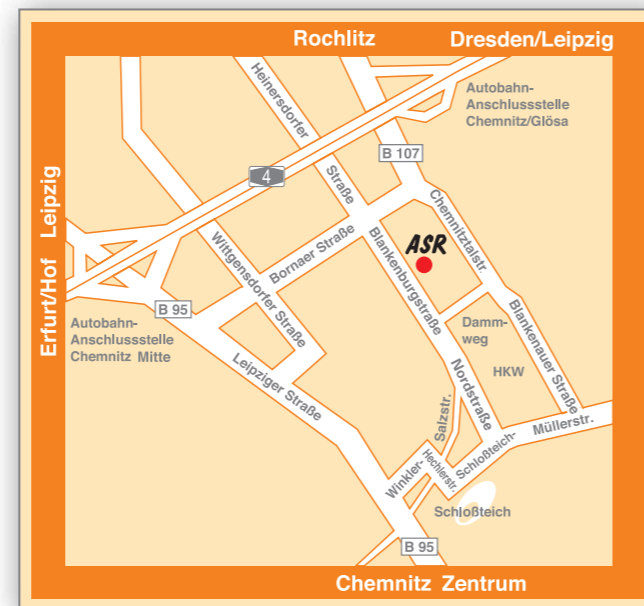 Rochlitz
Dresden/Leipzig
Erfurt/Hof Leipzig
Heinersdorfer
Straße
Autobahn-
Anschlussstelle
Chemnitz/Glösa
B 107
4
Chemnitztalstr.
ASR
Wittgensdorfer Straße
Bornaer Straße
Blankenburgstraße
B 95
Autobahn-
Anschlussstelle
Chemnitz Mitte
Leipziger Straße
Damm-
weg
HKW
Blankenauer Straße
Nordstraße
Salzstr.
Müllerstr.
Schloßteich-
Winkler-
Hechlerstr.
Schloßteich
B 95
Chemnitz Zentrum